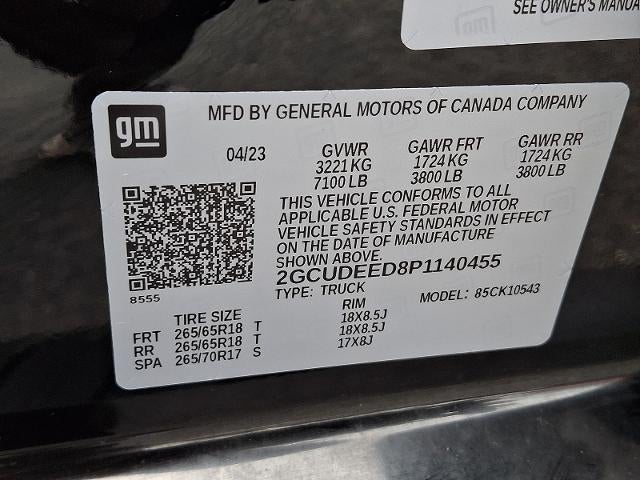 SEE OWNER'S MANUA
gm
MFD BY GENERAL MOTORS OF CANADA COMPANY
04/23 GVWR GAWR FRT GAWR RR
3221 KG 1724 KG 1724 KG
7100 LB 3800 LB 3800 LB
THIS VEHICLE CONFORMS TO ALL
APPLICABLE U.S. FEDERAL MOTOR
VEHICLE SAFETY STANDARDS IN EFFECT
ON THE DATE OF MANUFACTURE
SHOWN ABOVE.
2GCUDEED8P1140455
8555
TYPE: TRUCK MODEL: 85CK10543
TIRE SIZE RIM
FRT 265/65R18 T 18X8.5J
RR 265/65R18 T 18X8.5J
SPA 265/70R17 S 17X8J